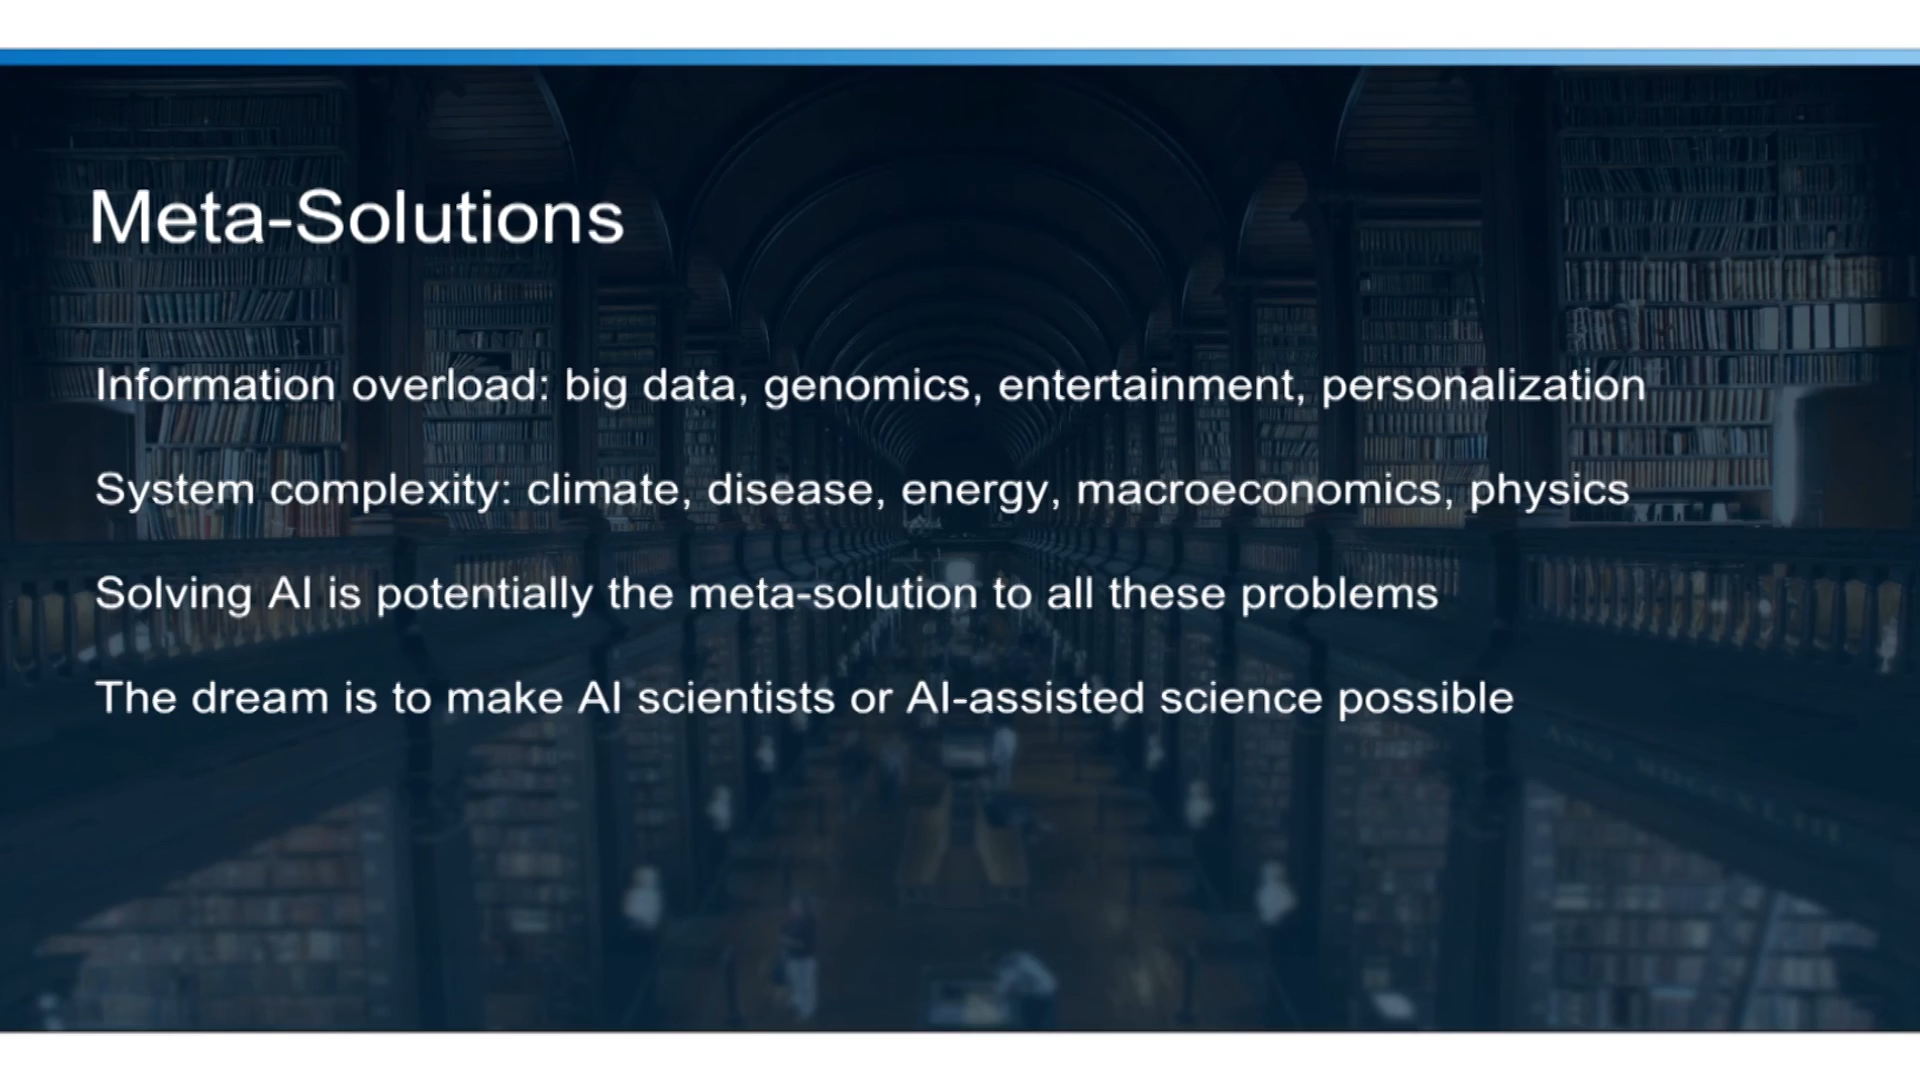 Meta-Solutions
Information overload: big data, genomics, entertainment, personalization
System complexity: climate, disease, energy, macroeconomics, physics
Solving AI is potentially the meta-solution to all these problems
The dream is to make AI scientists or AI-assisted science possible